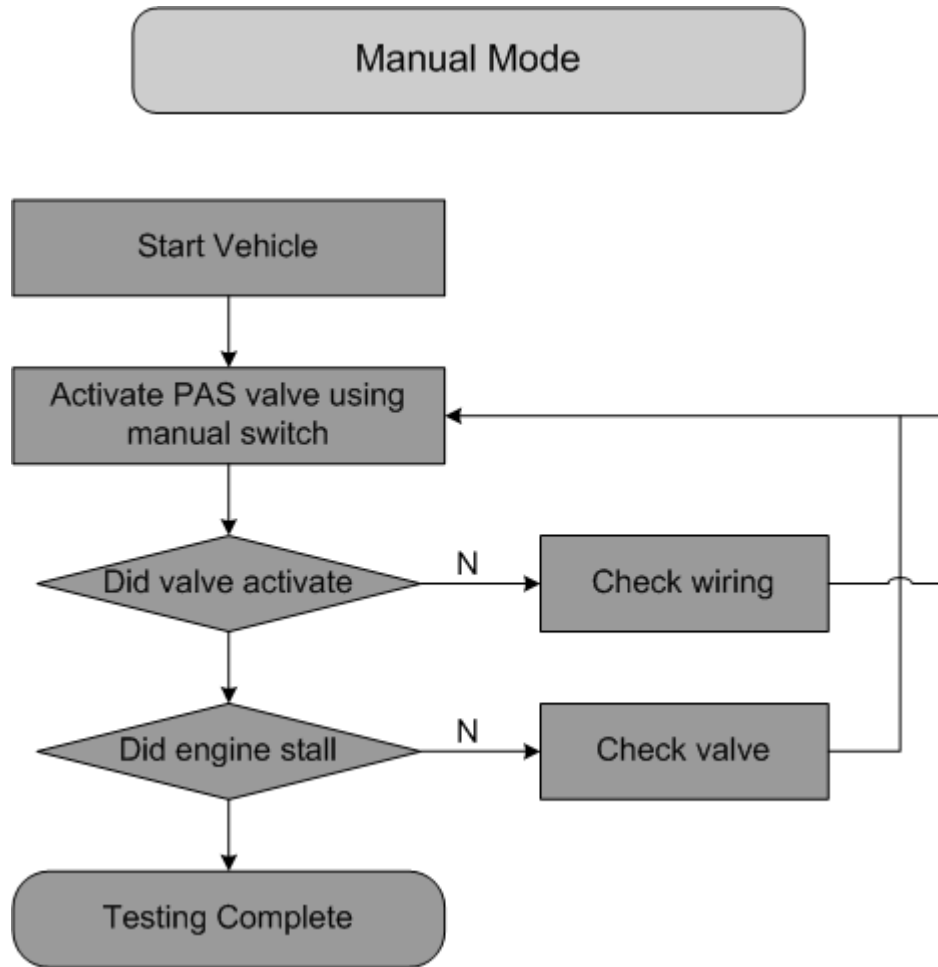 Manual Mode
Start Vehicle
Activate PAS valve using
manual switch
Did valve activate
N
Check wiring
Did engine stall
N
Check valve
Testing Complete